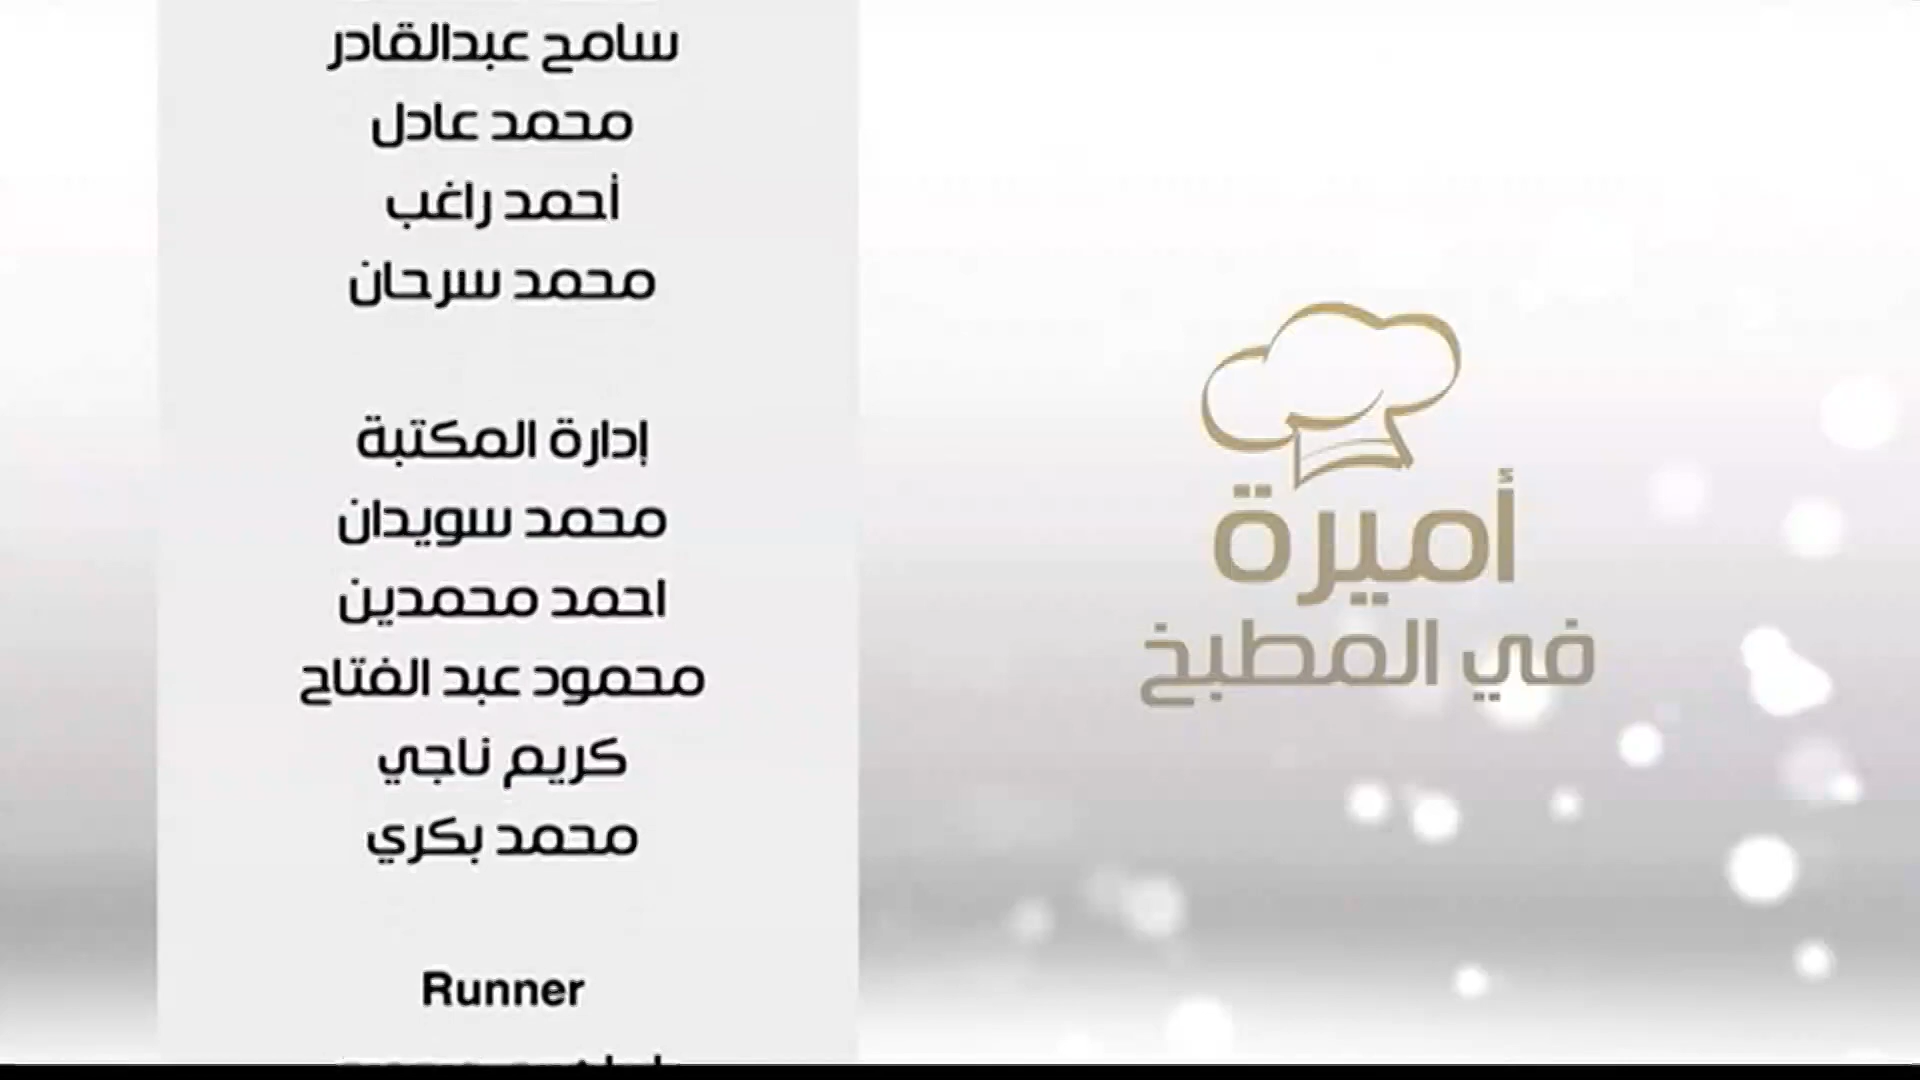 سامح عبدالقادر
محمد عادل
أحمد راغب
محمد سرحان
إدارة المكتبة
محمد سويدان
احمد محمدين
محمود عبد الفتاح
كريم ناجي
محمد بكري
Runner
أميرة
في المطبخ